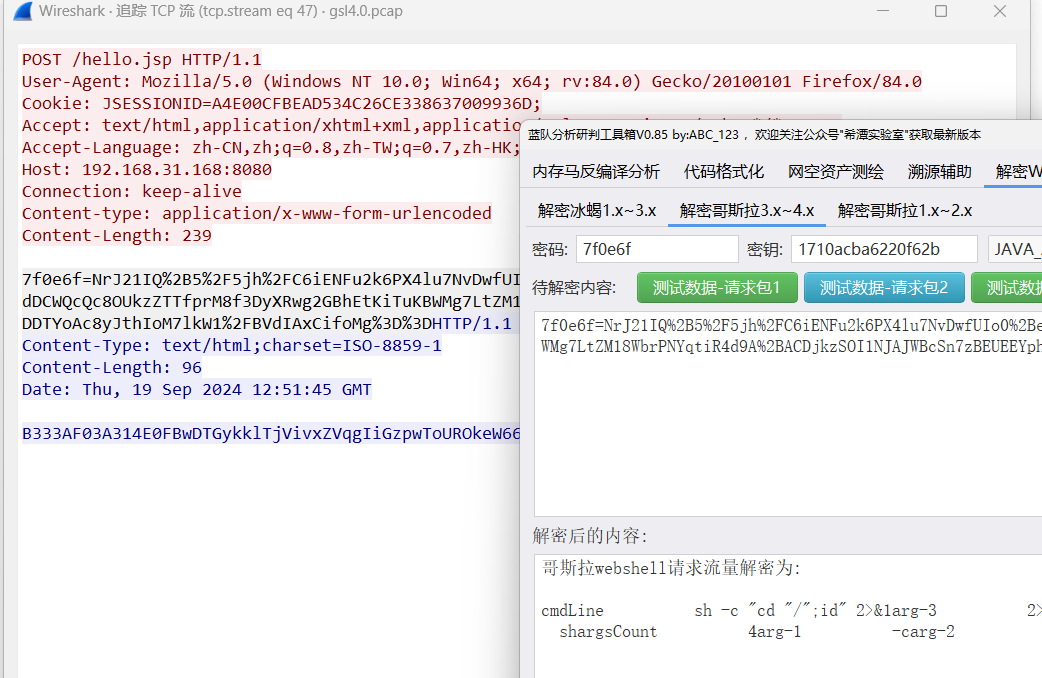 Wireshark · 追踪 TCP 流 (tcp.stream eq 47) · gsl4.0.pcap
POST /hello.jsp HTTP/1.1
User-Agent: Mozilla/5.0 (Windows NT 10.0; Win64; x64; rv:84.0) Gecko/20100101 Firefox/84.0
Cookie: JSESSIONID=A4E00CFBEAD534C26CE338637009936D;
Accept: text/html,application/xhtml+xml,application
Accept-Language: zh-CN,zh;q=0.8,zh-TW;q=0.7,zh-HK;
Host: 192.168.31.168:8080
Connection: keep-alive
Content-type: application/x-www-form-urlencoded
Content-Length: 239
7f0e6f=NrJ21IQ%2B5%2F5jh%2FC6iENFu2k6PX4lu7NvDwfUI
dDCWQcQc8OUkzZTTfprM8f3DyXRwg2GBhEtKiTuKBWMg7LtZM1
DDTYoAc8yJthIoM7lkW1%2FBVdIAxCifoMg%3D%3DHTTP/1.1
Content-Type: text/html;charset=ISO-8859-1
Content-Length: 96
Date: Thu, 19 Sep 2024 12:51:45 GMT
B333AF03A314E0FBwDTGykklTjVivxZVqgIiGzpwToUROkeW66
蓝队分析研判工具箱V0.85 by:ABC_123 ，欢迎关注公众号"希潭实验室"获取最新版本
内存马反编译分析 代码格式化 网空资产测绘 溯源辅助 解密W
解密冰蝎1.x~3.x 解密哥斯拉3.x~4.x 解密哥斯拉1.x~2.x
密码: 7f0e6f 密钥: 1710acba6220f62b JAVA_
待解密内容: 测试数据-请求包1 测试数据-请求包2 测试数据
7f0e6f=NrJ21IQ%2B5%2F5jh%2FC6iENFu2k6PX4lu7NvDwfUIoO%2Be
WMg7LtZM18WbrPNYqtiR4d9A%2BACDjkzSOI1NJAJWBcSn7zBEUEEYph
解密后的内容:
哥斯拉webshell请求流量解密为:
cmdLine sh -c "cd "/";id" 2>&1arg-3 2>
shargsCount 4arg-1 -carg-2